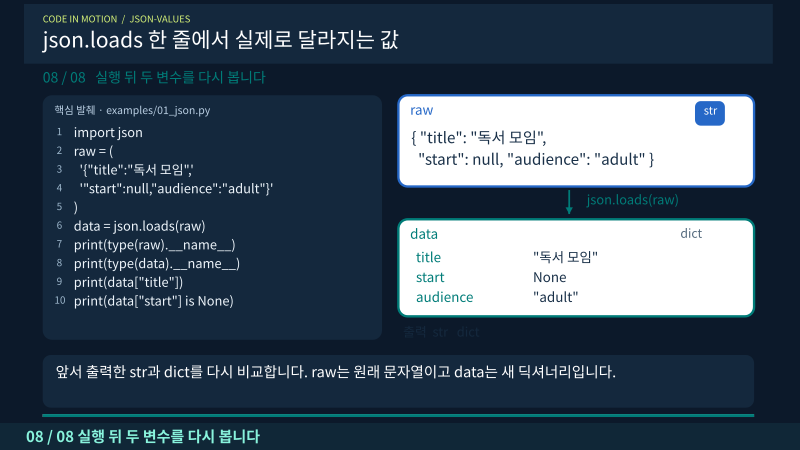 CODE IN MOTION / JSON-VALUES
json.loads 한 줄에서 실제로 달라지는 값
08 / 08 실행 뒤 두 변수를 다시 봅니다
핵심 발췌 · examples/01_json.py
1 import json
2 raw = (
3 '{"title":"독서 모임",'
4 '"start":null,"audience":"adult"}'
5 )
6 data = json.loads(raw)
7 print(type(raw).__name__)
8 print(type(data).__name__)
9 print(data["title"])
10 print(data["start"] is None)
raw str
{ "title": "독서 모임",
"start": null, "audience": "adult" }
json.loads(raw)
data dict
title "독서 모임"
start None
audience "adult"
출력 str dict
앞서 출력한 str과 dict를 다시 비교합니다. raw는 원래 문자열이고 data는 새 딕셔너리입니다.
08 / 08 실행 뒤 두 변수를 다시 봅니다